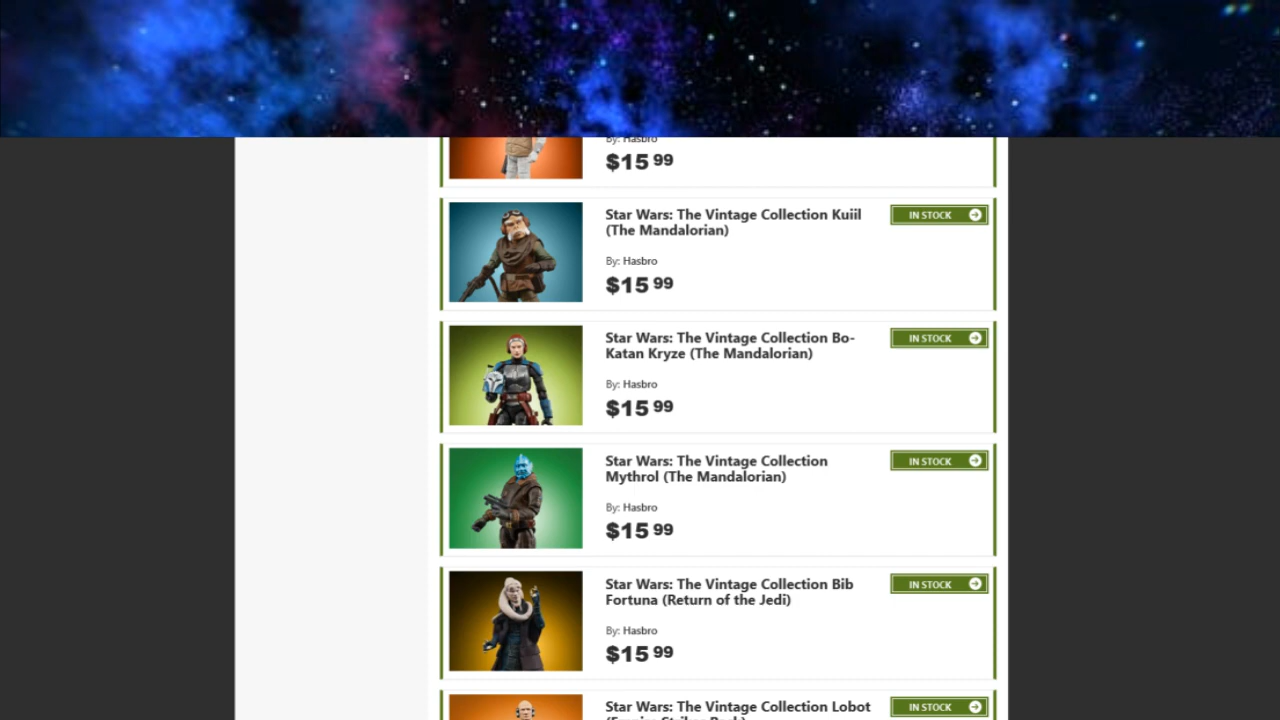 By: Hasbro
$15 99
Star Wars: The Vintage Collection Kuiil
(The Mandalorian)
IN STOCK
By: Hasbro
$15 99
Star Wars: The Vintage Collection Bo-
Katan Kryze (The Mandalorian)
IN STOCK
By: Hasbro
$15 99
Star Wars: The Vintage Collection
Mythrol (The Mandalorian)
IN STOCK
By: Hasbro
$15 99
Star Wars: The Vintage Collection Bib
Fortuna (Return of the Jedi)
IN STOCK
By: Hasbro
$15 99
Star Wars: The Vintage Collection Lobot
IN STOCK